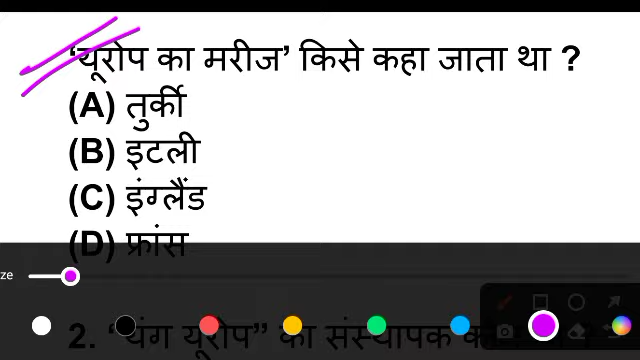 'यूरोप का मरीज' किसे कहा जाता था ?
(A) तुर्की
(B) इटली
(C) इंग्लैंड
(D) फ्रांस
ze
2. “यंग यूरोप” का संस्थापक